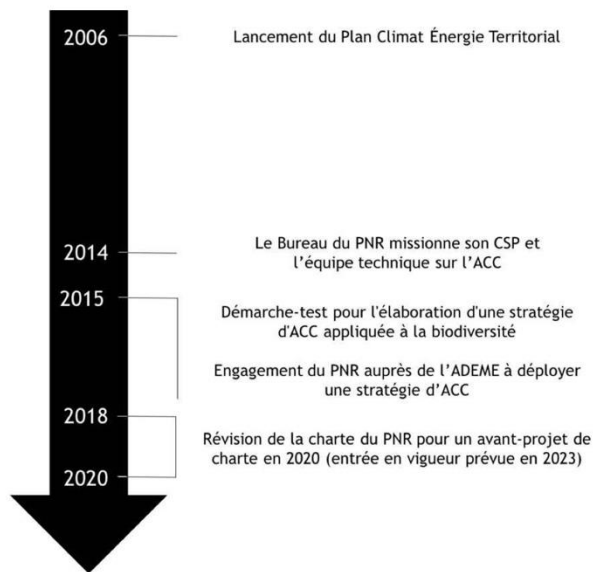 2006
Lancement du Plan Climat Énergie Territorial
2014
Le Bureau du PNR missionne son CSP et
l'équipe technique sur l'ACC
2015
Démarche-test pour l'élaboration d'une stratégie
d'ACC appliquée à la biodiversité
Engagement du PNR auprès de l'ADEME à déployer
une stratégie d'ACC
2018
Révision de la charte du PNR pour un avant-projet de
charte en 2020 (entrée en vigueur prévue en 2023)
2020